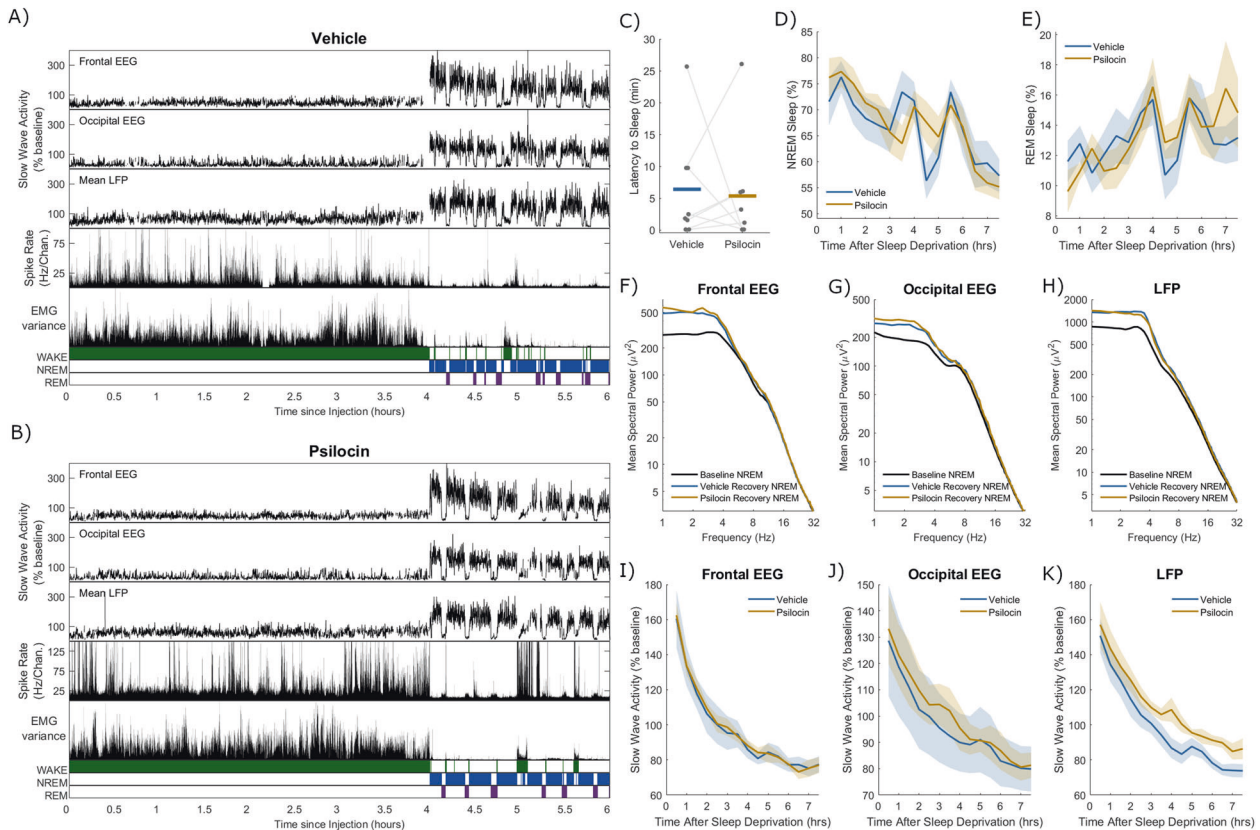 A)
Vehicle
Frontal EEG
300
100
Occipital EEG
300
100
Mean LFP
300
100
Slow Wave Activity
(% baseline)
75
25
Spike Rate
(Hz/Chan.)
EMG
variance
WAKE
NREM
REM
0 0.5 1 1.5 2 2.5 3 3.5 4 4.5 5 5.5 6
Time since Injection (hours)
B)
Psilocin
Frontal EEG
300
100
Occipital EEG
300
100
Mean LFP
300
100
Slow Wave Activity
(% baseline)
125
75
25
Spike Rate
(Hz/Chan.)
EMG
variance
WAKE
NREM
REM
0 0.5 1 1.5 2 2.5 3 3.5 4 4.5 5 5.5 6
Time since Injection (hours)
C)
Latency to Sleep (min)
30
25
20
15
10
5
0
Vehicle Psilocin
D)
NREM Sleep (%)
85
80
75
70
65
60
55
50
Vehicle
Psilocin
0 1 2 3 4 5 6 7
Time After Sleep Deprivation (hrs)
E)
REM Sleep (%)
20
18
16
14
12
10
8
Vehicle
Psilocin
0 1 2 3 4 5 6 7
Time After Sleep Deprivation (hrs)
F)
Frontal EEG
Mean Spectral Power (μV²)
500
200
100
50
20
10
5
Baseline NREM
Vehicle Recovery NREM
Psilocin Recovery NREM
1 2 4 8 16 32
Frequency (Hz)
G)
Occipital EEG
Mean Spectral Power (μV²)
500
200
100
50
20
10
5
Baseline NREM
Vehicle Recovery NREM
Psilocin Recovery NREM
1 2 4 8 16 32
Frequency (Hz)
H)
LFP
Mean Spectral Power (μV²)
2000
1000
500
200
100
50
20
10
5
Baseline NREM
Vehicle Recovery NREM
Psilocin Recovery NREM
1 2 4 8 16 32
Frequency (Hz)
I)
Frontal EEG
Slow Wave Activity (% baseline)
180
160
140
120
100
80
60
Vehicle
Psilocin
0 1 2 3 4 5 6 7
Time After Sleep Deprivation (hrs)
J)
Occipital EEG
Slow Wave Activity (% baseline)
150
140
130
120
110
100
90
80
70
Vehicle
Psilocin
0 1 2 3 4 5 6 7
Time After Sleep Deprivation (hrs)
K)
LFP
Slow Wave Activity (% baseline)
180
160
140
120
100
80
60
Vehicle
Psilocin
0 1 2 3 4 5 6 7
Time After Sleep Deprivation (hrs)